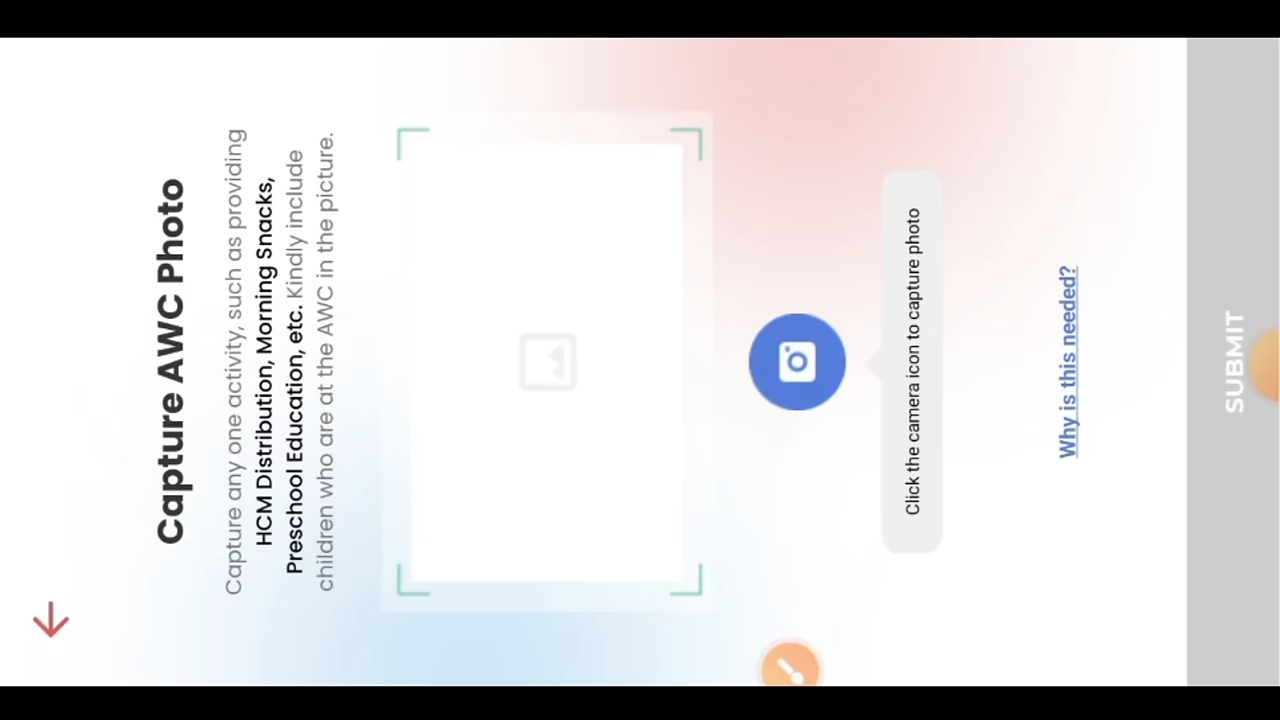 Capture AWC Photo
Capture any one activity, such as providing
HCM Distribution, Morning Snacks,
Preschool Education, etc. Kindly include
children who are at the AWC in the picture.
Click the camera icon to capture photo
Why is this needed?
SUBMIT